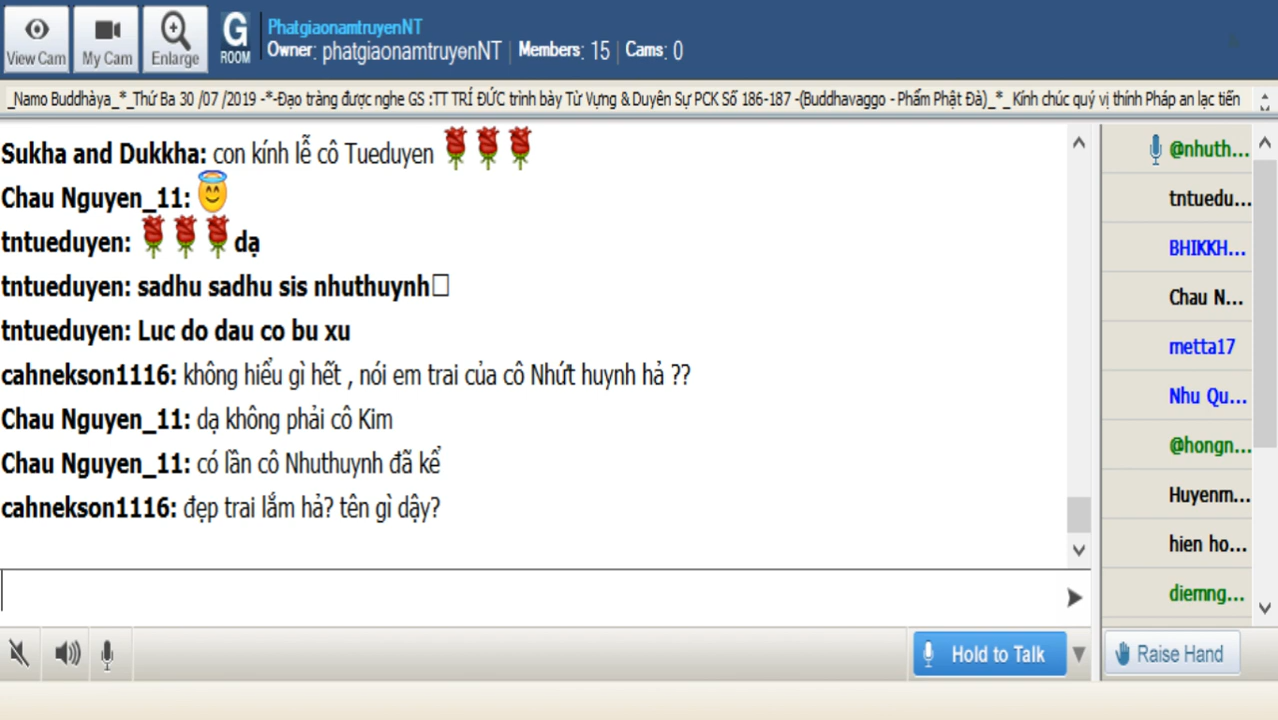 View Cam
My Cam
Enlarge
G
ROOM
PhatgiaonamtruyenNT
Owner: phatgiaonamtruyenNT | Members: 15 | Cams: 0
_Namo Buddhàya_*_Thứ Ba 30 /07 /2019 -*-Đạo tràng được nghe GS :TT TRÍ ĐỨC trình bày Từ Vựng & Duyên Sự PCK Số 186-187 -(Buddhavaggo - Phẩm Phật Đà)_*_ Kính chúc quý vị thính Pháp an lạc tiến
Sukha and Dukkha: con kính lễ cô Tueduyen
Chau Nguyen_11:
tntueduyen: dạ
tntueduyen: sadhu sadhu sis nhuthuynh
tntueduyen: Luc do dau co bu xu
cahnekson1116: không hiểu gì hết , nói em trai của cô Nhứt huynh hả ??
Chau Nguyen_11: dạ không phải cô Kim
Chau Nguyen_11: có lần cô Nhuthuynh đã kể
cahnekson1116: đẹp trai lắm hả? tên gì dậy?
@nhuth...
tntuedu...
BHIKKH...
Chau N...
metta17
Nhu Qu...
@hongn...
Huyenm...
hien ho...
diemng...
Hold to Talk
Raise Hand